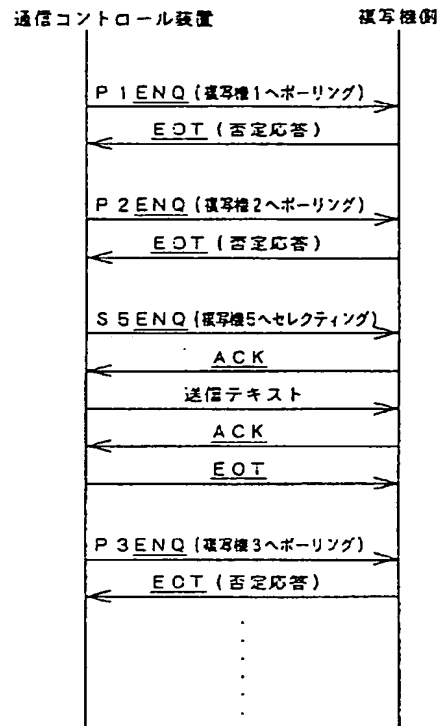 通信コントロール装置 複写機側
P1ENQ(複写機1へポーリング)
EOT(否定応答)
P2ENQ(複写機2へポーリング)
EOT(否定応答)
S5ENQ(複写機5へセレクティング)
ACK
送信テキスト
ACK
EOT
P3ENQ(複写機3へポーリング)
EOT(否定応答)